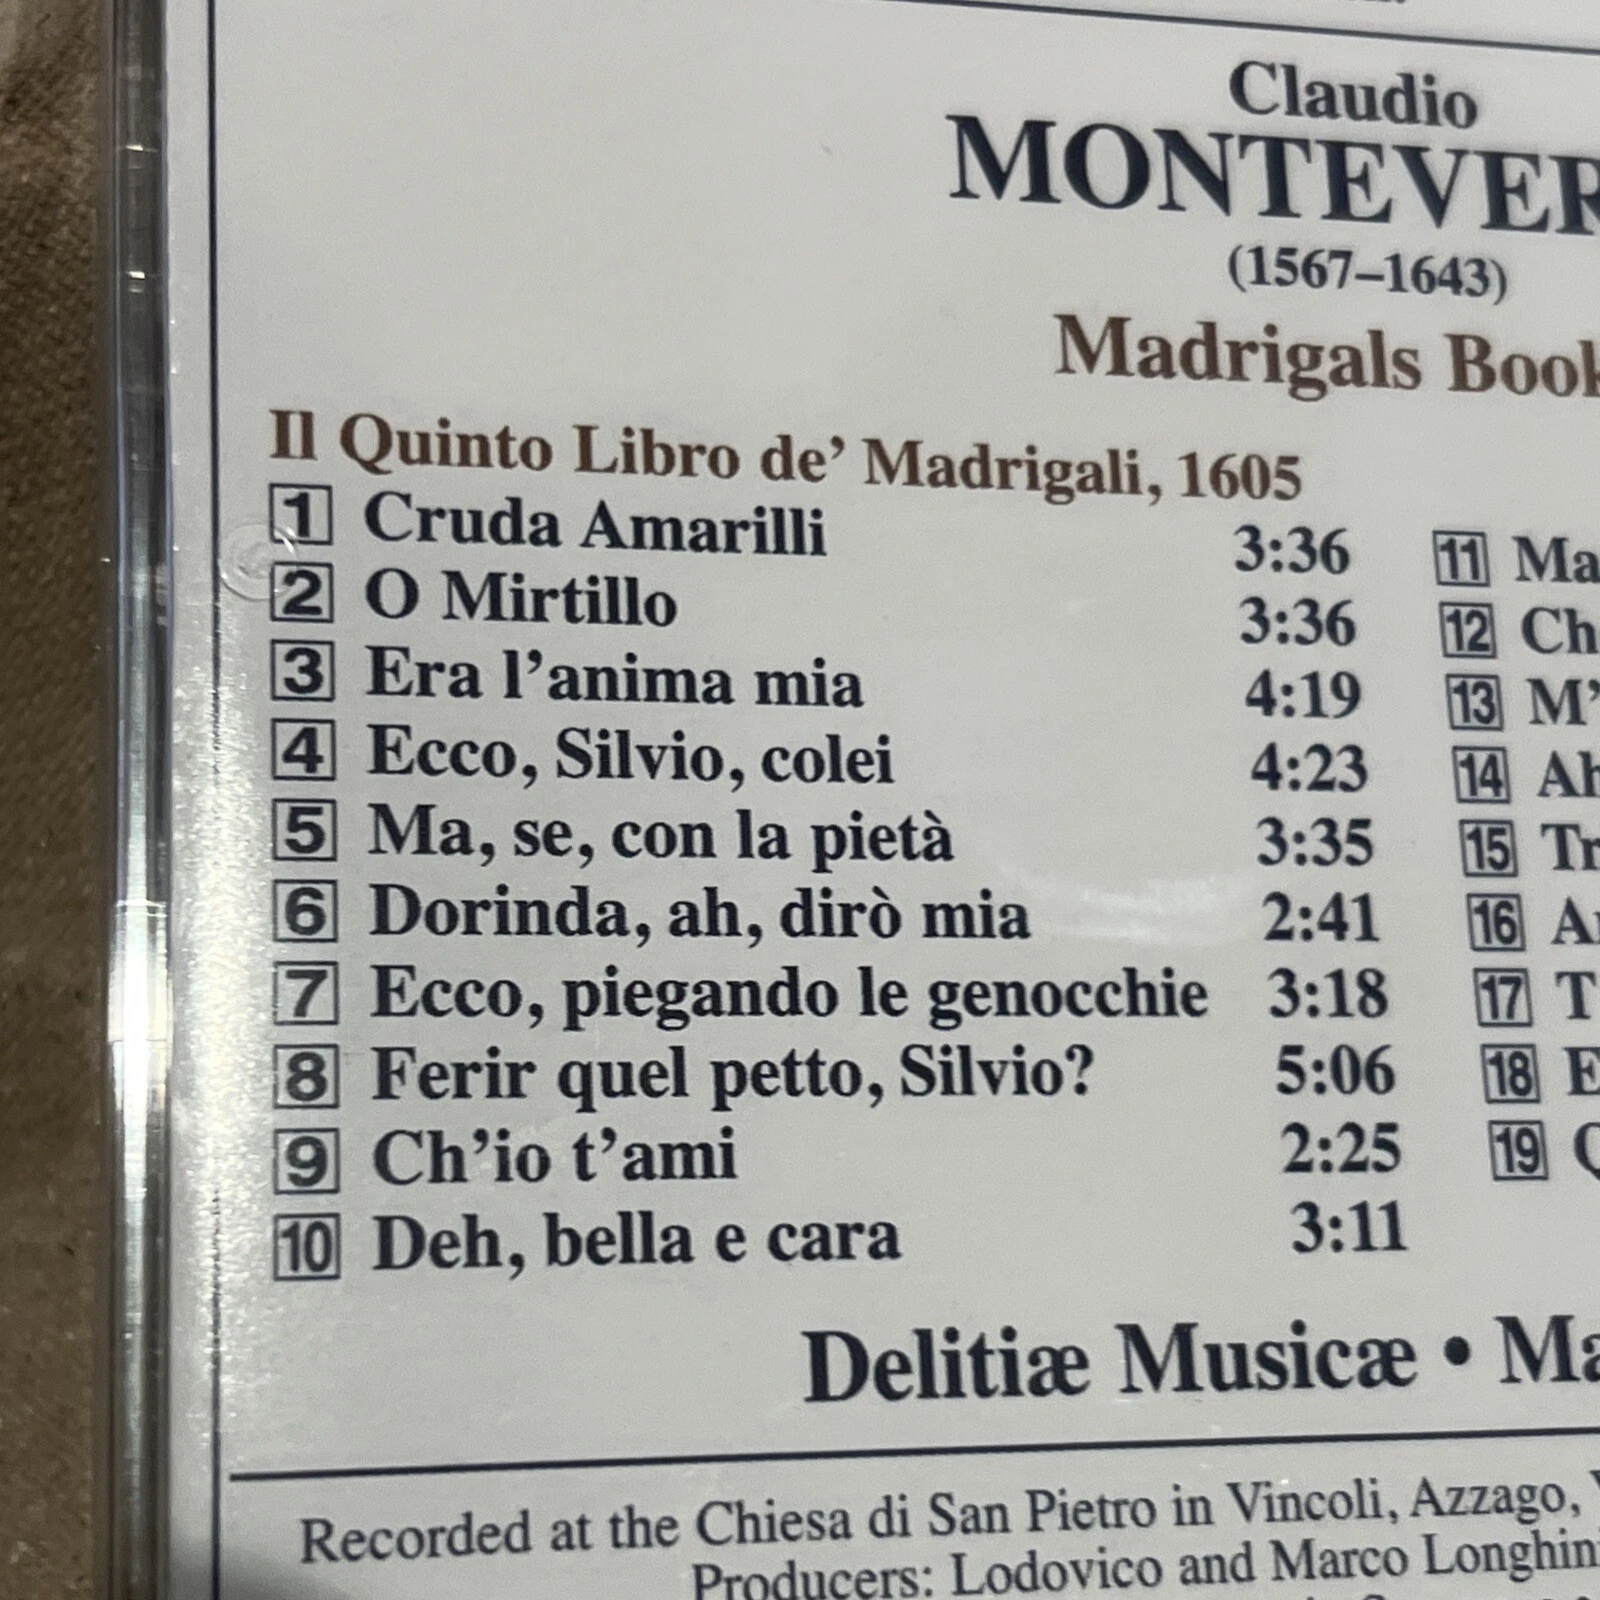 Claudio
MONTEVER
(1567–1643)
Madrigals Book
Il Quinto Libro de’ Madrigali, 1605
1 Cruda Amarilli 3:36
2 O Mirtillo 3:36
3 Era l’anima mia 4:19
4 Ecco, Silvio, colei 4:23
5 Ma, se, con la pietà 3:35
6 Dorinda, ah, dirò mia 2:41
7 Ecco, piegando le genocchie 3:18
8 Ferir quel petto, Silvio? 5:06
9 Ch’io t’ami 2:25
10 Deh, bella e cara 3:11
11 Ma
12 Ch
13 M’
14 Ah
15 Tr
16
17 T
18 E
19
Delitiæ Musicæ • Ma
Recorded at the Chiesa di San Pietro in Vincoli, Azzago,
Producers: Lodovico and Marco Longhini